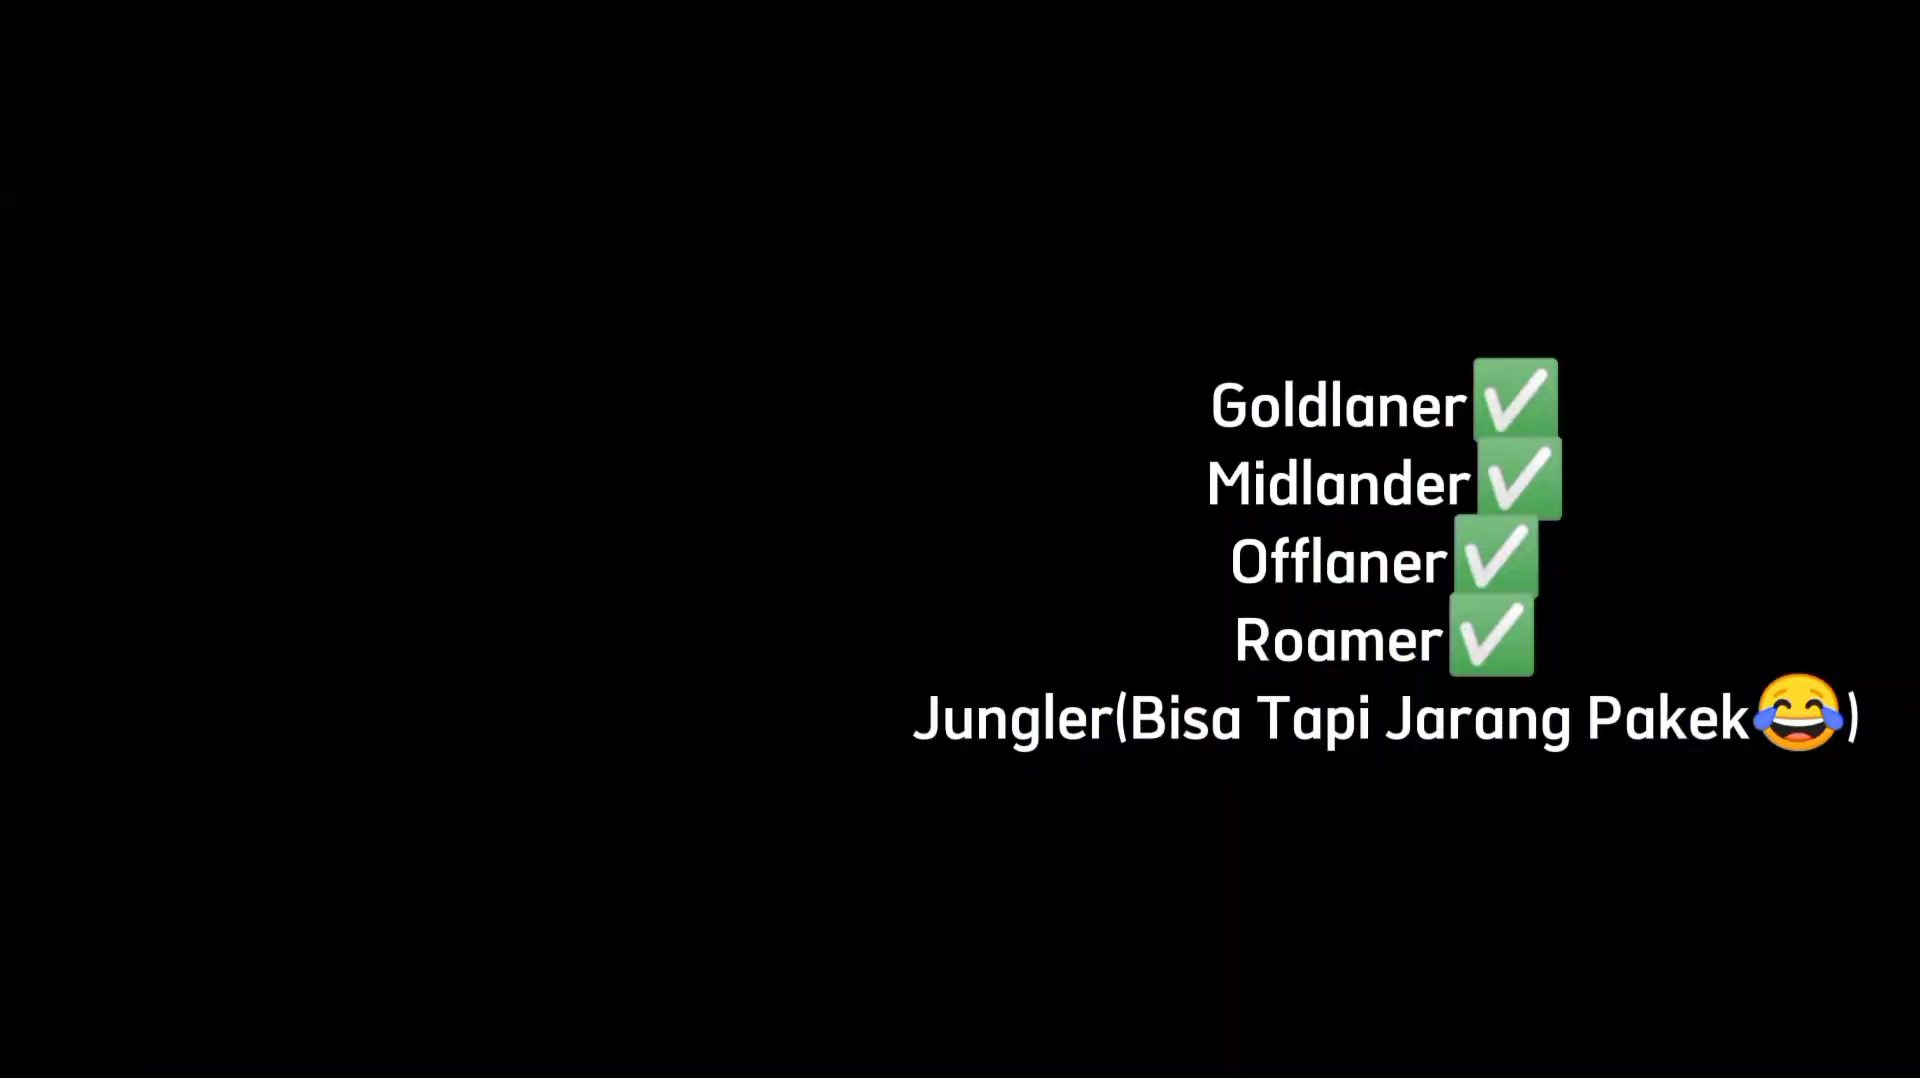 Goldlaner✅
Midlander✅
Offlaner✅
Roamer✅
Jungler(Bisa Tapi Jarang Pakek😂)